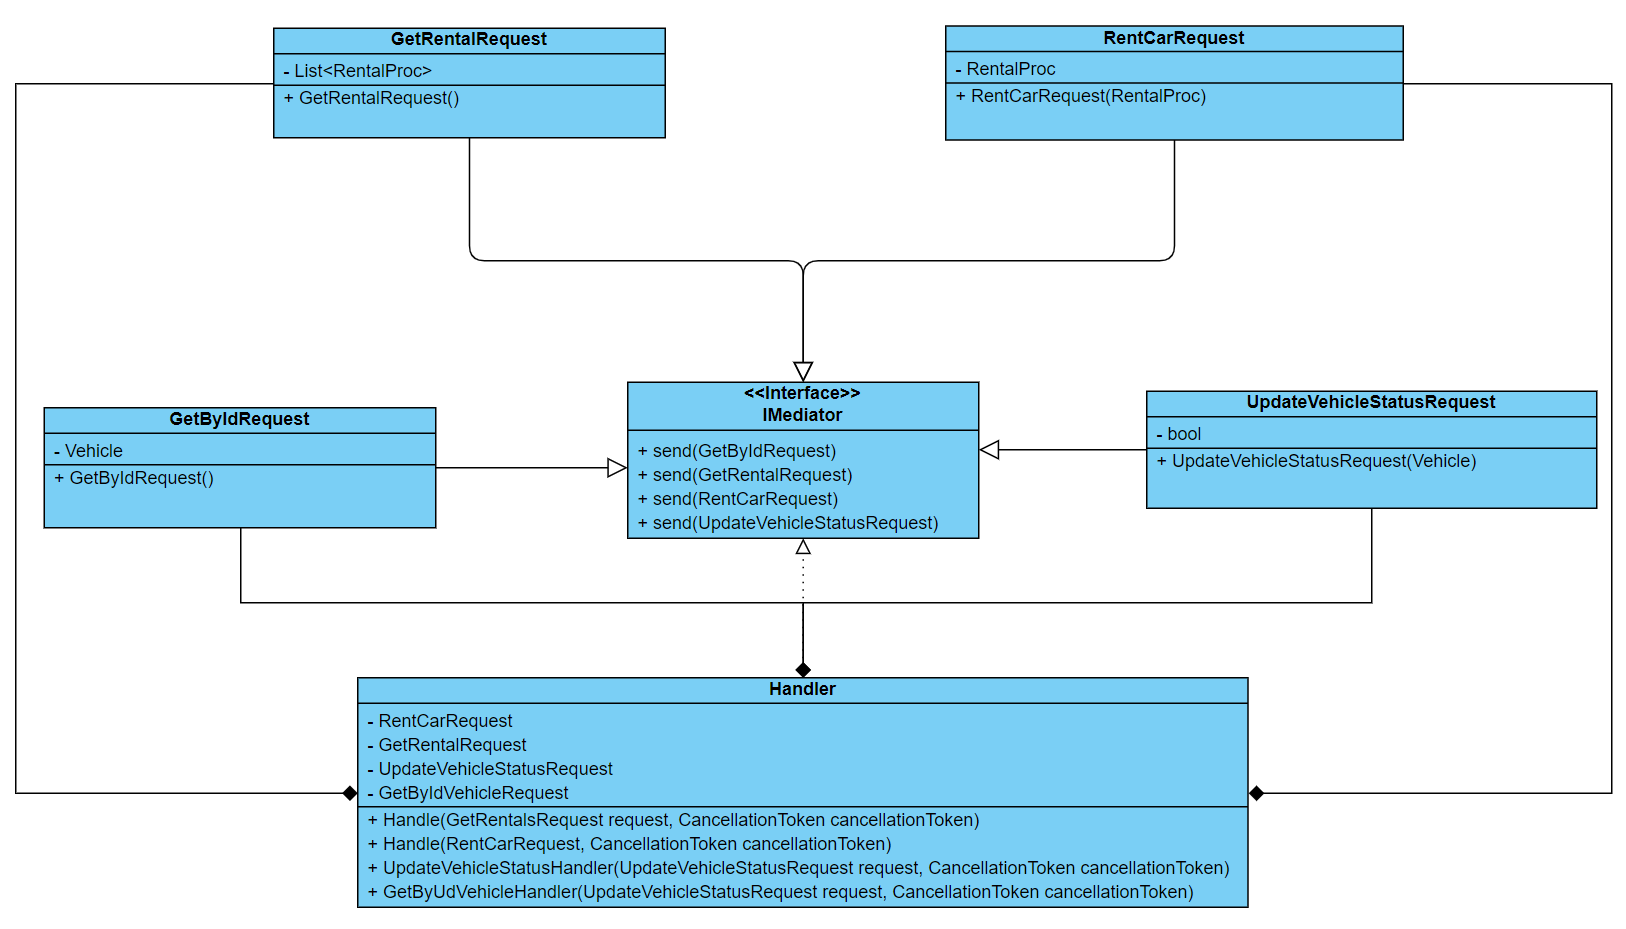 GetRentalRequest
- List<RentalProc>
+ GetRentalRequest()
RentCarRequest
- RentalProc
+ RentCarRequest(RentalProc)
GetByIdRequest
- Vehicle
+ GetByIdRequest()
<<Interface>>
IMediator
+ send(GetByIdRequest)
+ send(GetRentalRequest)
+ send(RentCarRequest)
+ send(UpdateVehicleStatusRequest)
UpdateVehicleStatusRequest
- bool
+ UpdateVehicleStatusRequest(Vehicle)
Handler
- RentCarRequest
- GetRentalRequest
- UpdateVehicleStatusRequest
- GetByIdVehicleRequest
+ Handle(GetRentalsRequest request, CancellationToken cancellationToken)
+ Handle(RentCarRequest, CancellationToken cancellationToken)
+ UpdateVehicleStatusHandler(UpdateVehicleStatusRequest request, CancellationToken cancellationToken)
+ GetByUdVehicleHandler(UpdateVehicleStatusRequest request, CancellationToken cancellationToken)